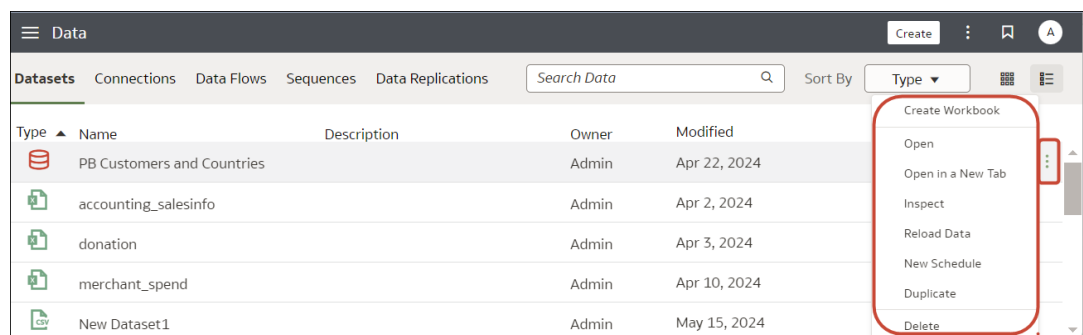 Data Create A
Datasets Connections Data Flows Sequences Data Replications Search Data Sort By Type
Create Workbook
Type Name Description Owner Modified
Open
PB Customers and Countries Admin Apr 22, 2024
Open in a New Tab
accounting_salesinfo Admin Apr 2, 2024
Inspect
Reload Data
donation Admin Apr 3, 2024
New Schedule
merchant_spend Admin Apr 10, 2024
Duplicate
CSV New Dataset1 Admin May 15, 2024
Delete